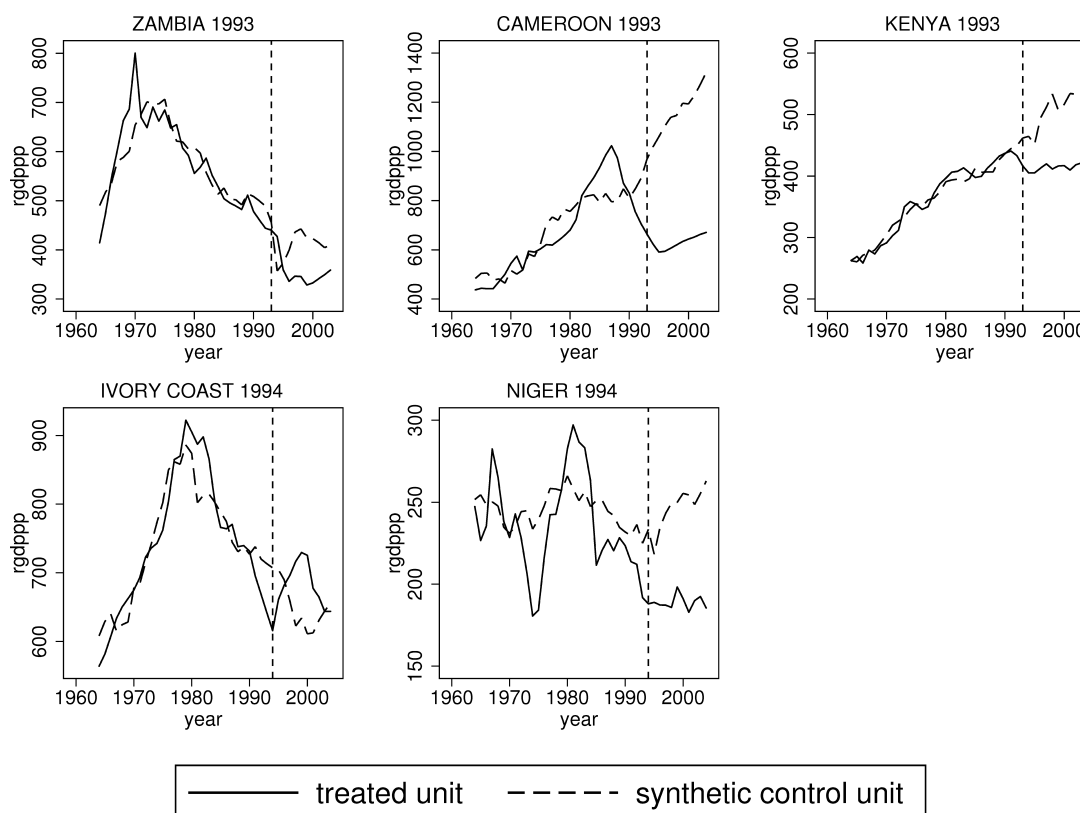 ZAMBIA 1993
CAMEROON 1993
KENYA 1993
rgdppp
800
700
600
500
400
300
1960 1970 1980 1990 2000
year
rgdppp
1400
1200
1000
800
600
400
1960 1970 1980 1990 2000
year
rgdppp
600
500
400
300
200
1960 1970 1980 1990 2000
year
IVORY COAST 1994
NIGER 1994
rgdppp
900
800
700
600
1960 1970 1980 1990 2000
year
rgdppp
300
250
200
150
1960 1970 1980 1990 2000
year
treated unit
synthetic control unit